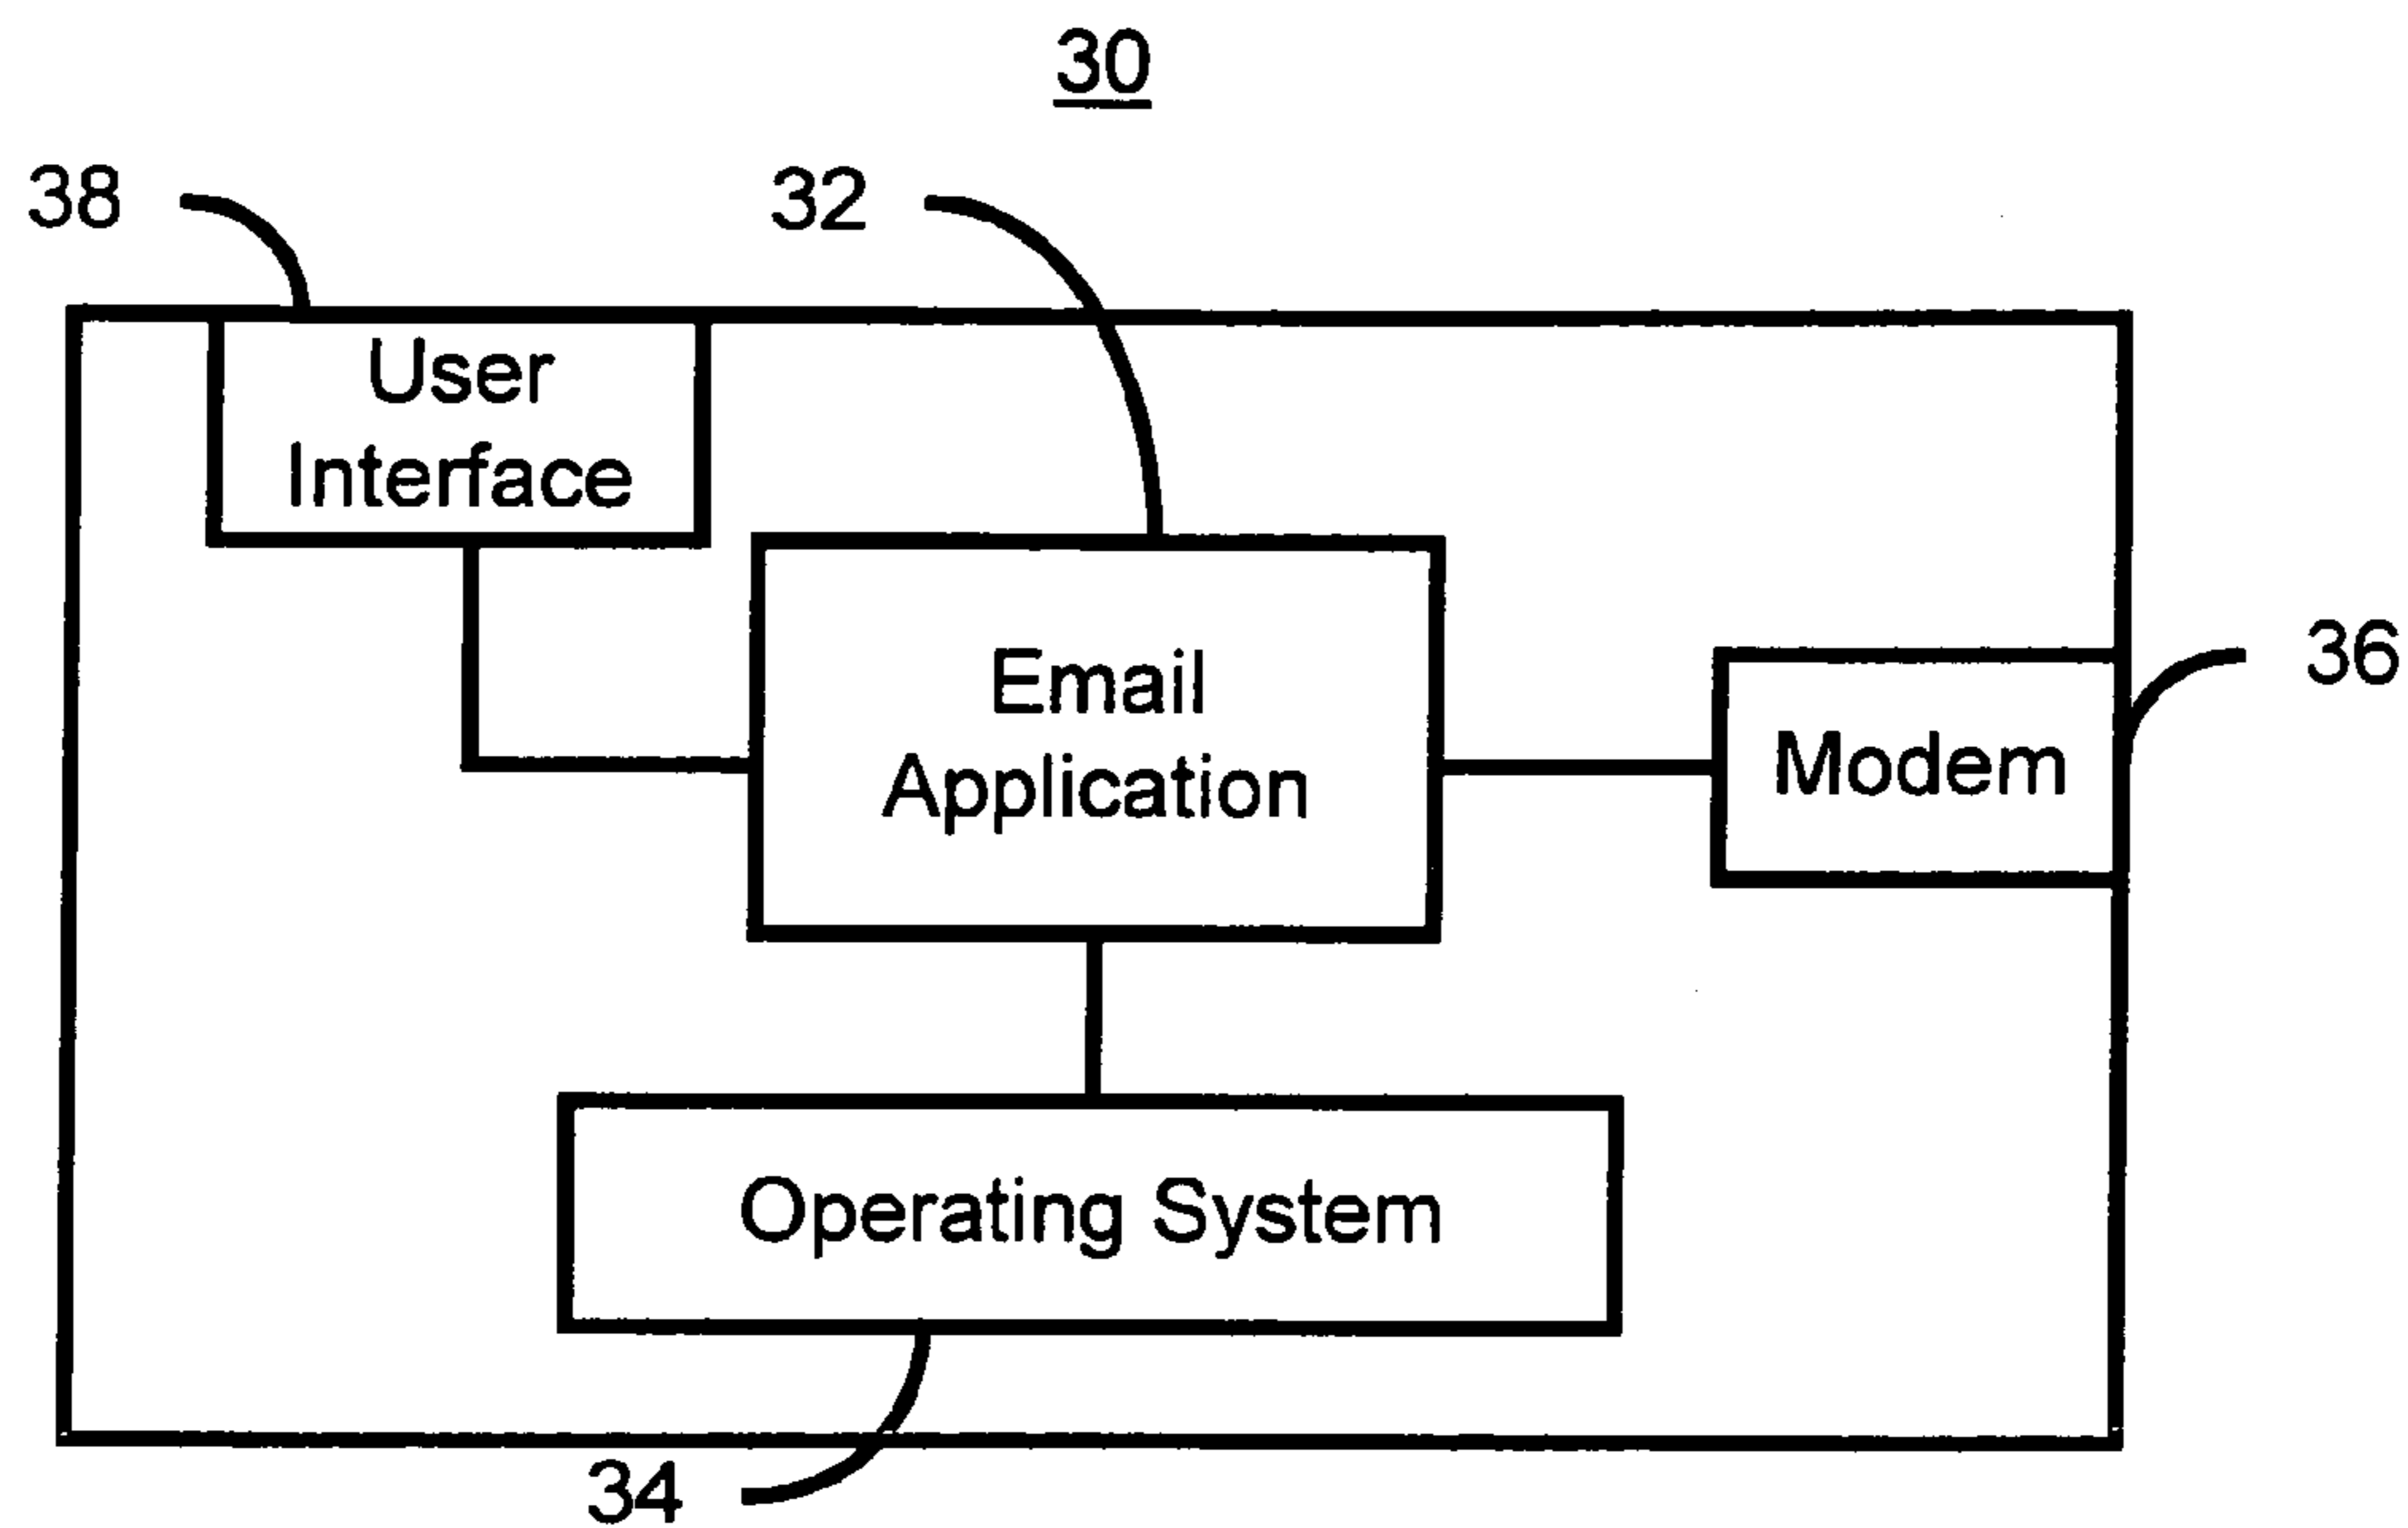 30
38
32
User
Interface
Email
Application
36
Modem
Operating System
34